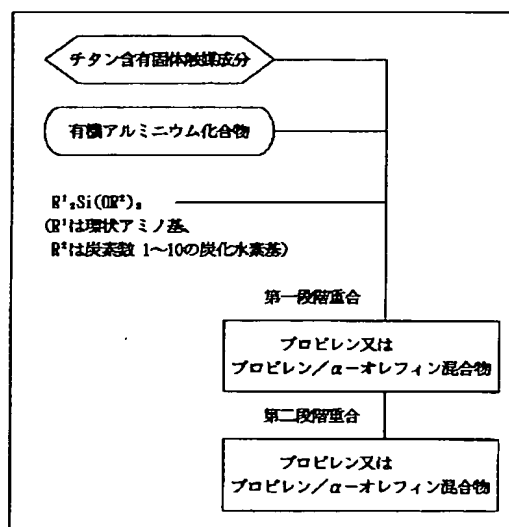 チタン含有固体触媒成分
有機アルミニウム化合物
R¹₂Si(OR²)₂
(R¹は環状アミノ基、
R²は炭素数 1〜10の炭化水素基)
第一段階重合
プロピレン又は
プロピレン/α-オレフィン混合物
第二段階重合
プロピレン又は
プロピレン/α-オレフィン混合物